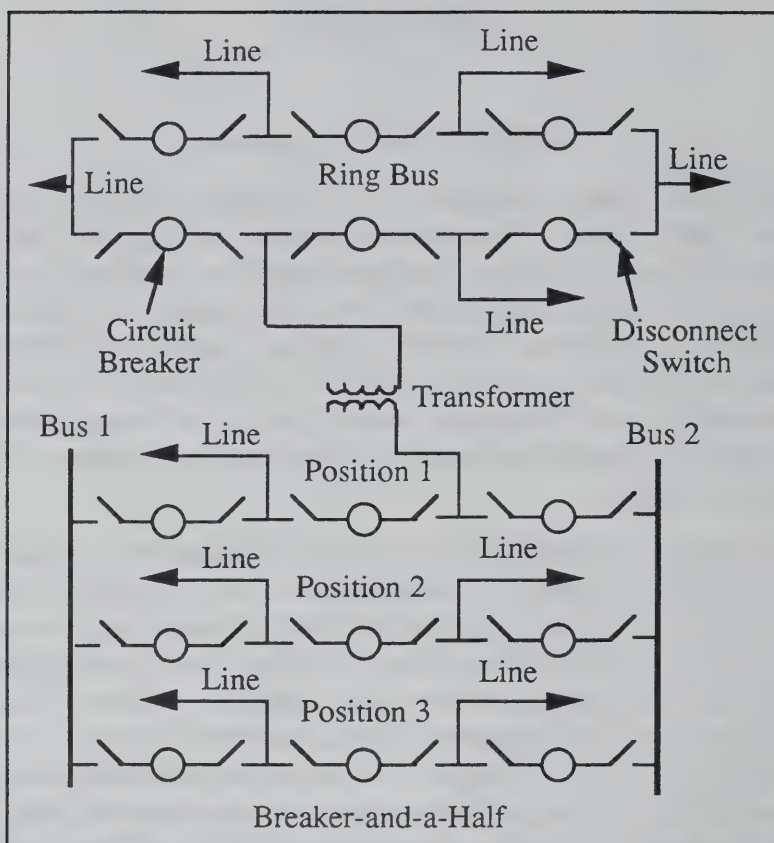 Line
Line
Line
Ring Bus
Line
Circuit
Breaker
Line
Disconnect
Switch
Transformer
Bus 1
Line
Position 1
Bus 2
Line
Position 2
Line
Line
Position 3
Line
Breaker-and-a-Half